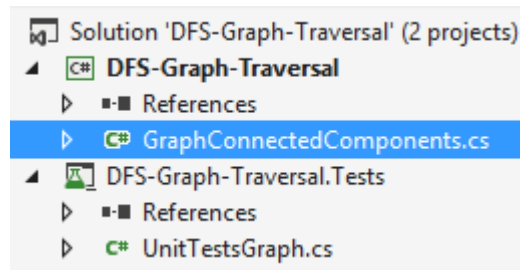 Solution 'DFS-Graph-Traversal' (2 projects)
C# DFS-Graph-Traversal
References
C# GraphConnectedComponents.cs
DFS-Graph-Traversal.Tests
References
C# UnitTestsGraph.cs